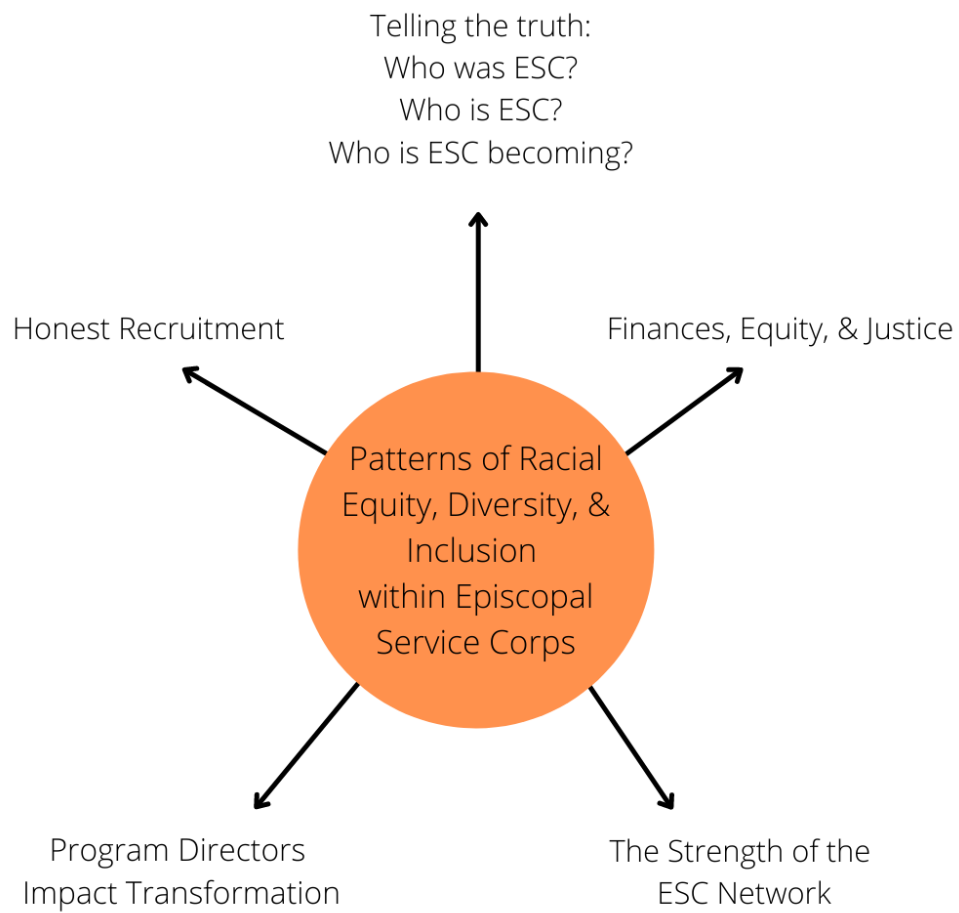 Telling the truth:
Who was ESC?
Who is ESC?
Who is ESC becoming?
Honest Recruitment
Finances, Equity, & Justice
Patterns of Racial
Equity, Diversity, &
Inclusion
within Episcopal
Service Corps
Program Directors
Impact Transformation
The Strength of the
ESC Network